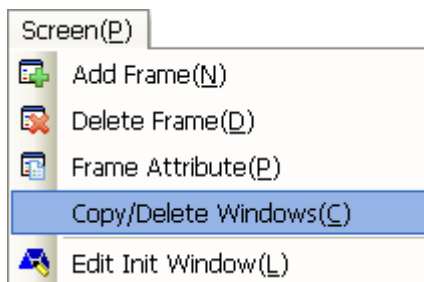 Screen(P)
Add Frame(N)
Delete Frame(D)
Frame Attribute(P)
Copy/Delete Windows(C)
Edit Init Window(L)